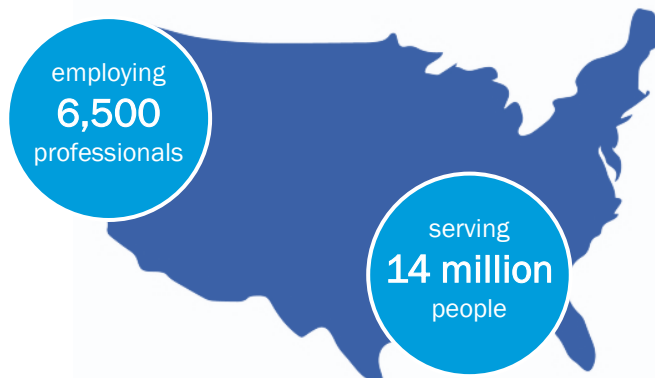 employing
6,500
professionals
serving
14 million
people